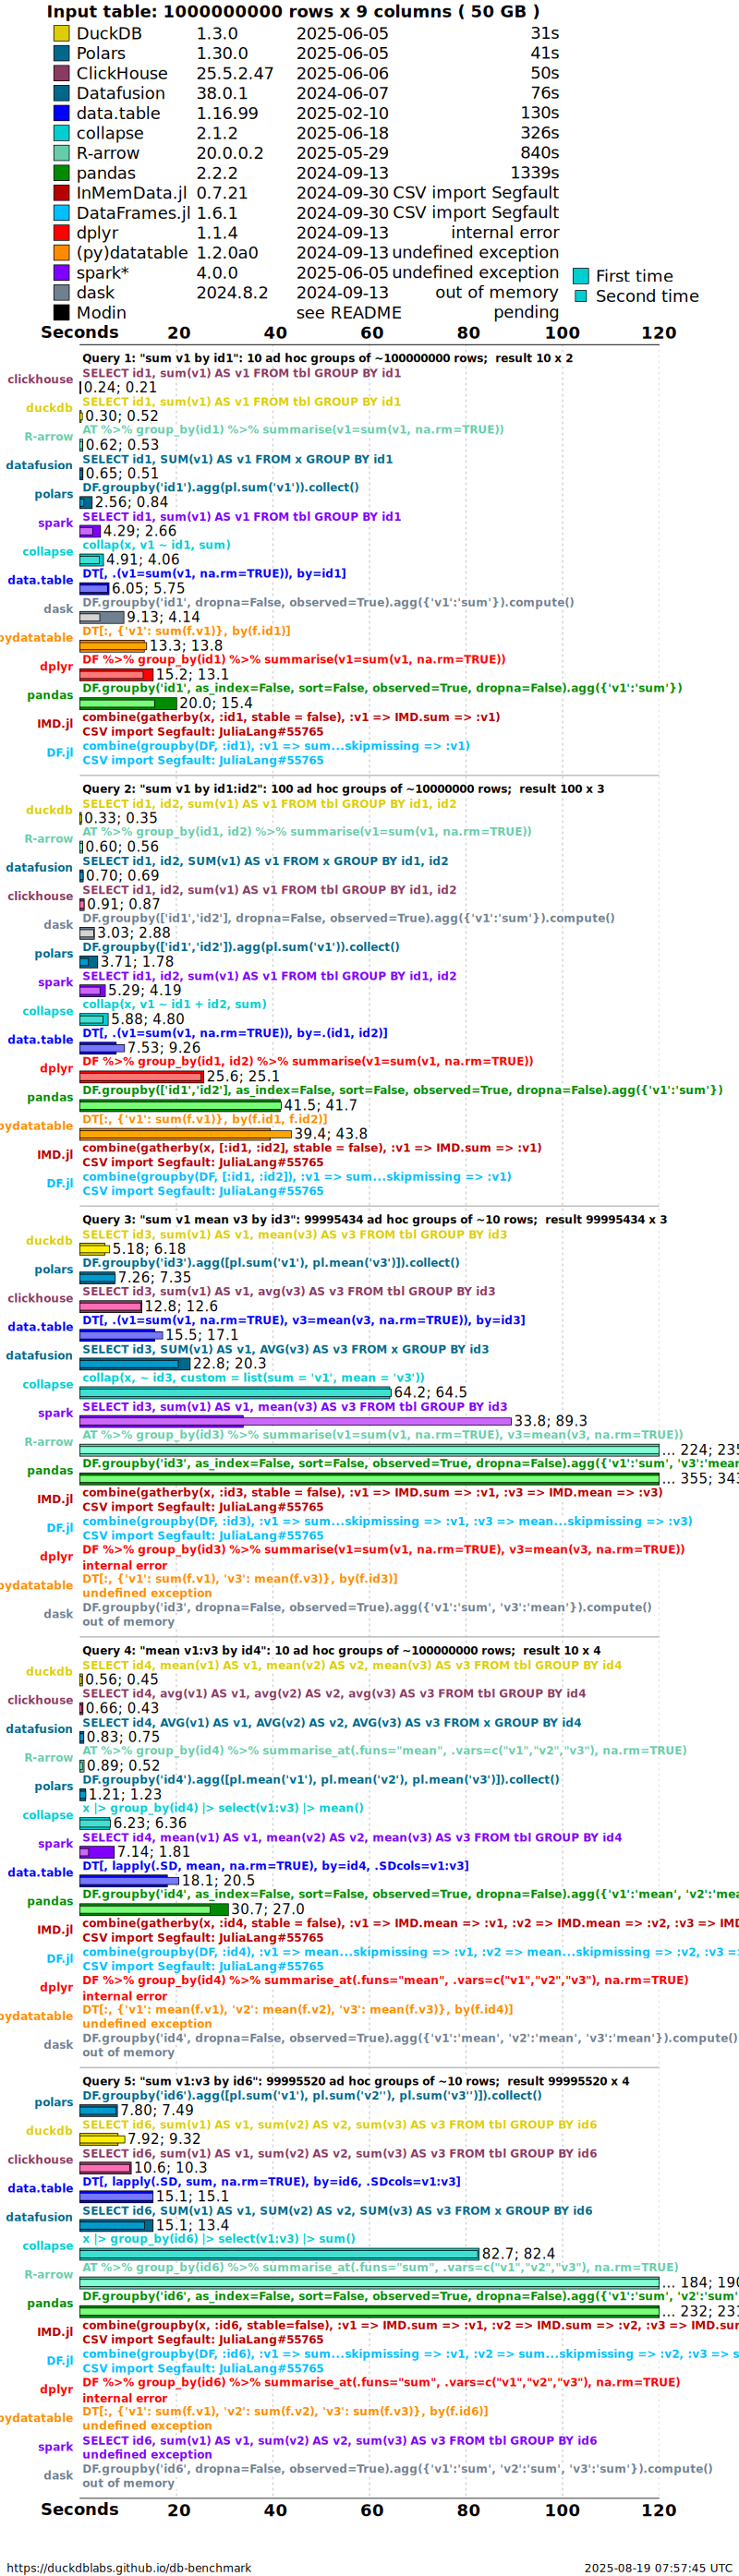 Input table: 1000000000 rows x 9 columns ( 50 GB )
DuckDB 1.3.0 2025-06-05 31s
Polars 1.30.0 2025-06-05 41s
ClickHouse 25.5.2.47 2025-06-06 50s
Datafusion 38.0.1 2024-06-07 76s
data.table 1.16.99 2025-02-10 130s
collapse 2.1.2 2025-06-18 326s
R-arrow 20.0.0.2 2025-05-29 840s
pandas 2.2.2 2024-09-13 1339s
InMemData.jl 0.7.21 2024-09-30 CSV import Segfault
DataFrames.jl 1.6.1 2024-09-30 CSV import Segfault
dplyr 1.1.4 2024-09-13 internal error
(py)datatable 1.2.0a0 2024-09-13 undefined exception
spark* 4.0.0 2025-06-05 undefined exception
First time
dask 2024.8.2 2024-09-13 out of memory
Second time
Modin see README pending
Seconds 20 40 60 80 100 120
Query 1: "sum v1 by id1": 10 ad hoc groups of ~100000000 rows; result 10 x 2
clickhouse SELECT id1, sum(v1) AS v1 FROM tbl GROUP BY id1
0.24; 0.21
duckdb SELECT id1, sum(v1) AS v1 FROM tbl GROUP BY id1
0.30; 0.52
R-arrow AT %>% group_by(id1) %>% summarise(v1=sum(v1, na.rm=TRUE))
0.62; 0.53
datafusion SELECT id1, SUM(v1) AS v1 FROM x GROUP BY id1
0.65; 0.51
polars DF.groupby('id1').agg(pl.sum('v1')).collect()
2.56; 0.84
spark SELECT id1, sum(v1) AS v1 FROM tbl GROUP BY id1
4.29; 2.66
collapse collap(x, v1 ~ id1, sum)
4.91; 4.06
data.table DT[, .(v1=sum(v1, na.rm=TRUE)), by=id1]
6.05; 5.75
dask DF.groupby('id1', dropna=False, observed=True).agg({'v1':'sum'}).compute()
9.13; 4.14
pydatatable DT[:, {'v1': sum(f.v1)}, by(f.id1)]
13.3; 13.8
dplyr DF %>% group_by(id1) %>% summarise(v1=sum(v1, na.rm=TRUE))
15.2; 13.1
pandas DF.groupby('id1', as_index=False, sort=False, observed=True, dropna=False).agg({'v1':'sum'})
20.0; 15.4
IMD.jl combine(gatherby(x, :id1, stable = false), :v1 => IMD.sum => :v1)
CSV import Segfault: JuliaLang#55765
DF.jl combine(groupby(DF, :id1), :v1 => sum...skipmissing => :v1)
CSV import Segfault: JuliaLang#55765
Query 2: "sum v1 by id1:id2": 100 ad hoc groups of ~10000000 rows; result 100 x 3
duckdb SELECT id1, id2, sum(v1) AS v1 FROM tbl GROUP BY id1, id2
0.33; 0.35
R-arrow AT %>% group_by(id1, id2) %>% summarise(v1=sum(v1, na.rm=TRUE))
0.60; 0.56
datafusion SELECT id1, id2, SUM(v1) AS v1 FROM x GROUP BY id1, id2
0.70; 0.69
clickhouse SELECT id1, id2, sum(v1) AS v1 FROM tbl GROUP BY id1, id2
0.91; 0.87
dask DF.groupby(['id1','id2'], dropna=False, observed=True).agg({'v1':'sum'}).compute()
3.03; 2.88
polars DF.groupby(['id1','id2']).agg(pl.sum('v1')).collect()
3.71; 1.78
spark SELECT id1, id2, sum(v1) AS v1 FROM tbl GROUP BY id1, id2
5.29; 4.19
collapse collap(x, v1 ~ id1 + id2, sum)
5.88; 4.80
data.table DT[, .(v1=sum(v1, na.rm=TRUE)), by=.(id1, id2)]
7.53; 9.26
dplyr DF %>% group_by(id1, id2) %>% summarise(v1=sum(v1, na.rm=TRUE))
25.6; 25.1
pandas DF.groupby(['id1','id2'], as_index=False, sort=False, observed=True, dropna=False).agg({'v1':'sum'})
41.5; 41.7
pydatatable DT[:, {'v1': sum(f.v1)}, by(f.id1, f.id2)]
39.4; 43.8
IMD.jl combine(gatherby(x, [:id1, :id2], stable = false), :v1 => IMD.sum => :v1)
CSV import Segfault: JuliaLang#55765
DF.jl combine(groupby(DF, [:id1, :id2]), :v1 => sum...skipmissing => :v1)
CSV import Segfault: JuliaLang#55765
Query 3: "sum v1 mean v3 by id3": 99995434 ad hoc groups of ~10 rows; result 99995434 x 3
duckdb SELECT id3, sum(v1) AS v1, mean(v3) AS v3 FROM tbl GROUP BY id3
5.18; 6.18
polars DF.groupby('id3').agg([pl.sum('v1'), pl.mean('v3')]).collect()
7.26; 7.35
clickhouse SELECT id3, sum(v1) AS v1, avg(v3) AS v3 FROM tbl GROUP BY id3
12.8; 12.6
data.table DT[, .(v1=sum(v1, na.rm=TRUE), v3=mean(v3, na.rm=TRUE)), by=id3]
15.5; 17.1
datafusion SELECT id3, SUM(v1) AS v1, AVG(v3) AS v3 FROM x GROUP BY id3
22.8; 20.3
collapse collap(x, ~ id3, custom = list(sum = 'v1', mean = 'v3'))
64.2; 64.5
spark SELECT id3, sum(v1) AS v1, mean(v3) AS v3 FROM tbl GROUP BY id3
33.8; 89.3
R-arrow AT %>% group_by(id3) %>% summarise(v1=sum(v1, na.rm=TRUE), v3=mean(v3, na.rm=TRUE))
... 224; 235
pandas DF.groupby('id3', as_index=False, sort=False, observed=True, dropna=False).agg({'v1':'sum', 'v3':'mean
... 355; 343
IMD.jl combine(gatherby(x, :id3, stable = false), :v1 => IMD.sum => :v1, :v3 => IMD.mean => :v3)
CSV import Segfault: JuliaLang#55765
DF.jl combine(groupby(DF, :id3), :v1 => sum...skipmissing => :v1, :v3 => mean...skipmissing => :v3)
CSV import Segfault: JuliaLang#55765
dplyr DF %>% group_by(id3) %>% summarise(v1=sum(v1, na.rm=TRUE), v3=mean(v3, na.rm=TRUE))
internal error
pydatatable DT[:, {'v1': sum(f.v1), 'v3': mean(f.v3)}, by(f.id3)]
undefined exception
dask DF.groupby('id3', dropna=False, observed=True).agg({'v1':'sum', 'v3':'mean'}).compute()
out of memory
Query 4: "mean v1:v3 by id4": 10 ad hoc groups of ~100000000 rows; result 10 x 4
duckdb SELECT id4, mean(v1) AS v1, mean(v2) AS v2, mean(v3) AS v3 FROM tbl GROUP BY id4
0.56; 0.45
clickhouse SELECT id4, avg(v1) AS v1, avg(v2) AS v2, avg(v3) AS v3 FROM tbl GROUP BY id4
0.66; 0.43
datafusion SELECT id4, AVG(v1) AS v1, AVG(v2) AS v2, AVG(v3) AS v3 FROM x GROUP BY id4
0.83; 0.75
R-arrow AT %>% group_by(id4) %>% summarise_at(.funs="mean", .vars=c("v1","v2","v3"), na.rm=TRUE)
0.89; 0.52
polars DF.groupby('id4').agg([pl.mean('v1'), pl.mean('v2'), pl.mean('v3')]).collect()
1.21; 1.23
collapse x |> group_by(id4) |> select(v1:v3) |> mean()
6.23; 6.36
spark SELECT id4, mean(v1) AS v1, mean(v2) AS v2, mean(v3) AS v3 FROM tbl GROUP BY id4
7.14; 1.81
data.table DT[, lapply(.SD, mean, na.rm=TRUE), by=id4, .SDcols=v1:v3]
18.1; 20.5
pandas DF.groupby('id4', as_index=False, sort=False, observed=True, dropna=False).agg({'v1':'mean', 'v2':'mea
30.7; 27.0
IMD.jl combine(gatherby(x, :id4, stable = false), :v1 => IMD.mean => :v1, :v2 => IMD.mean => :v2, :v3 => IMD
CSV import Segfault: JuliaLang#55765
DF.jl combine(groupby(DF, :id4), :v1 => mean...skipmissing => :v1, :v2 => mean...skipmissing => :v2, :v3 =>
CSV import Segfault: JuliaLang#55765
dplyr DF %>% group_by(id4) %>% summarise_at(.funs="mean", .vars=c("v1","v2","v3"), na.rm=TRUE)
internal error
pydatatable DT[:, {'v1': mean(f.v1), 'v2': mean(f.v2), 'v3': mean(f.v3)}, by(f.id4)]
undefined exception
dask DF.groupby('id4', dropna=False, observed=True).agg({'v1':'mean', 'v2':'mean', 'v3':'mean'}).compute()
out of memory
Query 5: "sum v1:v3 by id6": 99995520 ad hoc groups of ~10 rows; result 99995520 x 4
polars DF.groupby('id6').agg([pl.sum('v1'), pl.sum('v2''), pl.sum('v3'')]).collect()
7.80; 7.49
duckdb SELECT id6, sum(v1) AS v1, sum(v2) AS v2, sum(v3) AS v3 FROM tbl GROUP BY id6
7.92; 9.32
clickhouse SELECT id6, sum(v1) AS v1, sum(v2) AS v2, sum(v3) AS v3 FROM tbl GROUP BY id6
10.6; 10.3
data.table DT[, lapply(.SD, sum, na.rm=TRUE), by=id6, .SDcols=v1:v3]
15.1; 15.1
datafusion SELECT id6, SUM(v1) AS v1, SUM(v2) AS v2, SUM(v3) AS v3 FROM x GROUP BY id6
15.1; 13.4
collapse x |> group_by(id6) |> select(v1:v3) |> sum()
82.7; 82.4
R-arrow AT %>% group_by(id6) %>% summarise_at(.funs="sum", .vars=c("v1","v2","v3"), na.rm=TRUE)
... 184; 190
pandas DF.groupby('id6', as_index=False, sort=False, observed=True, dropna=False).agg({'v1':'sum', 'v2':'sum'
... 232; 231
IMD.jl combine(groupby(x, :id6, stable=false), :v1 => IMD.sum => :v1, :v2 => IMD.sum => :v2, :v3 => IMD.sum
CSV import Segfault: JuliaLang#55765
DF.jl combine(groupby(DF, :id6), :v1 => sum...skipmissing => :v1, :v2 => sum...skipmissing => :v2, :v3 => s
CSV import Segfault: JuliaLang#55765
dplyr DF %>% group_by(id6) %>% summarise_at(.funs="sum", .vars=c("v1","v2","v3"), na.rm=TRUE)
internal error
pydatatable DT[:, {'v1': sum(f.v1), 'v2': sum(f.v2), 'v3': sum(f.v3)}, by(f.id6)]
undefined exception
spark SELECT id6, sum(v1) AS v1, sum(v2) AS v2, sum(v3) AS v3 FROM tbl GROUP BY id6
undefined exception
dask DF.groupby('id6', dropna=False, observed=True).agg({'v1':'sum', 'v2':'sum', 'v3':'sum'}).compute()
out of memory
Seconds 20 40 60 80 100 120
https://duckdblabs.github.io/db-benchmark 2025-08-19 07:57:45 UTC